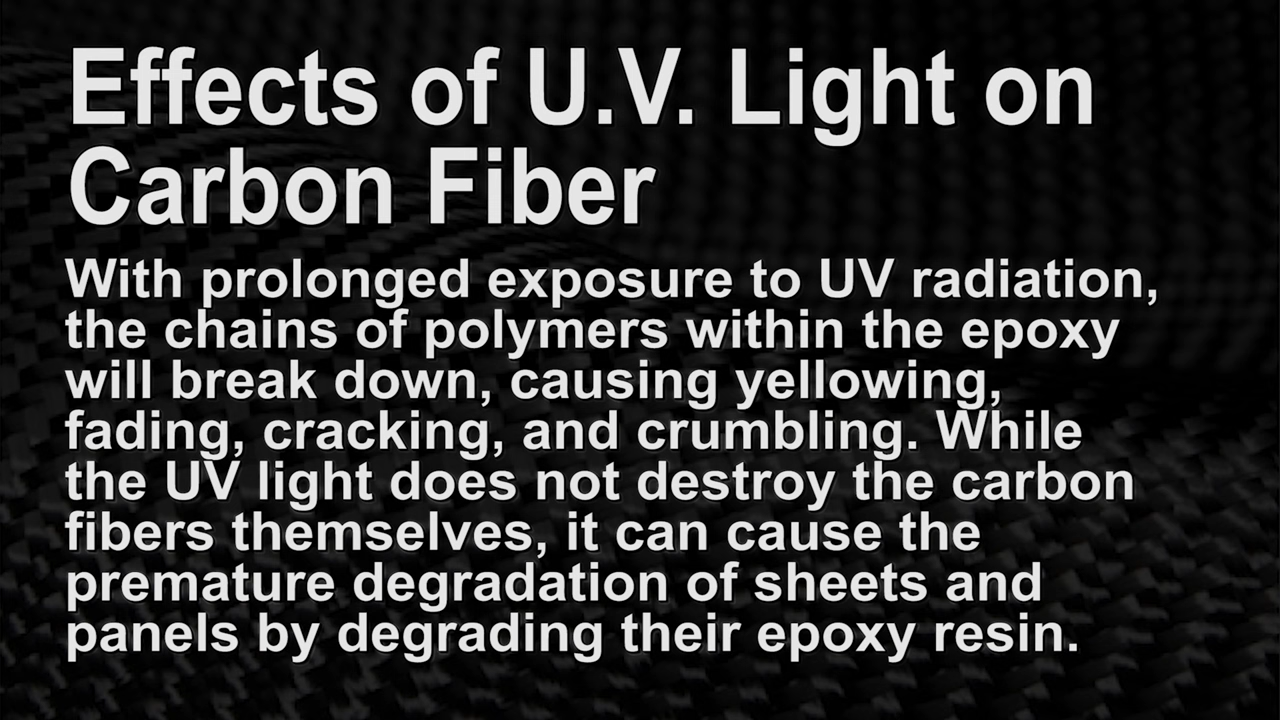 Effects of U.V. Light on
Carbon Fiber
With prolonged exposure to UV radiation,
the chains of polymers within the epoxy
will break down, causing yellowing,
fading, cracking, and crumbling. While
the UV light does not destroy the carbon
fibers themselves, it can cause the
premature degradation of sheets and
panels by degrading their epoxy resin.